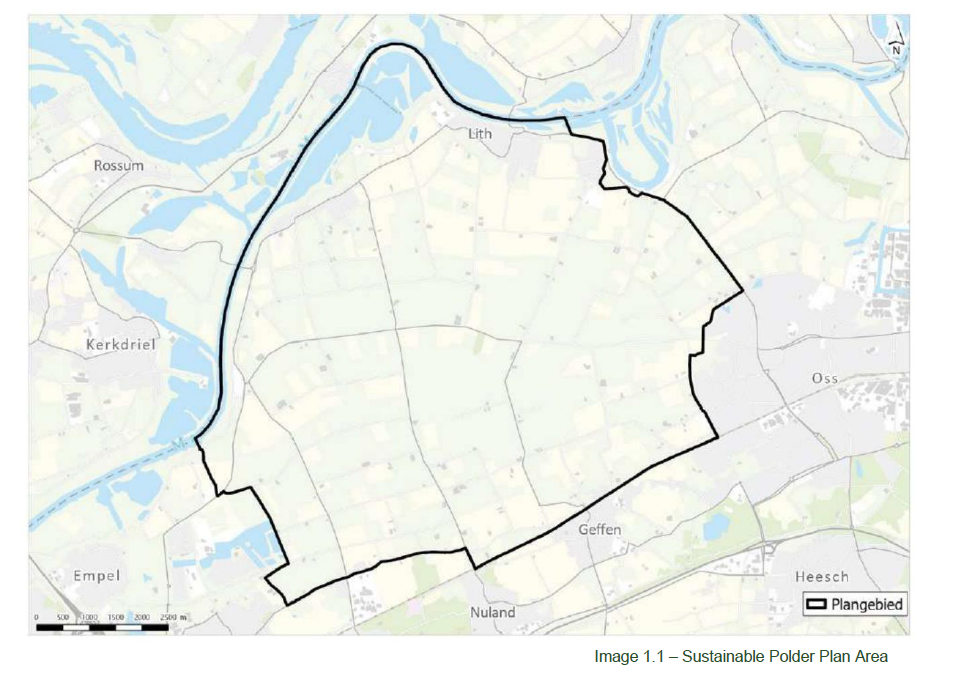 N
Lith
Rossum
Kerkdriel
Oss
Geffen
Empel
Heesch
Nuland
Plangebied
0 500 1000 1500 2000 2500 m
Image 1.1 – Sustainable Polder Plan Area